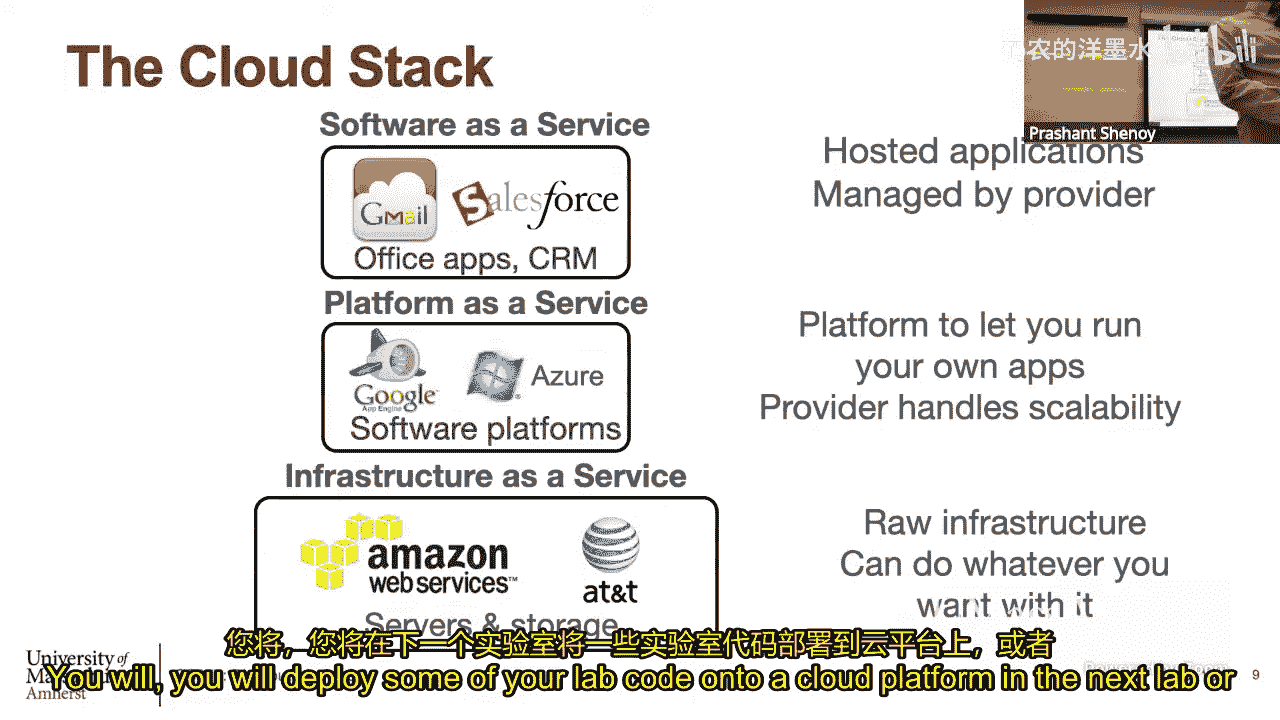 The Cloud Stack
农的洋墨水
bili
Prashant Shenoy
Software as a Service
Gmail
salesforce
Office apps, CRM
Hosted applications
Managed by provider
Platform as a Service
Google
App Engine
Azure
Software platforms
Platform to let you run
your own apps
Provider handles scalability
Infrastructure as a Service
amazon
web services™
at&t
Servers & storage
Raw infrastructure
Can do whatever you
want with it
您将，您将在下一个实验室将一些实验室代码部署到云平台上，或者
You will, you will deploy some of your lab code onto a cloud platform in the next lab or
University of
Amherst
9